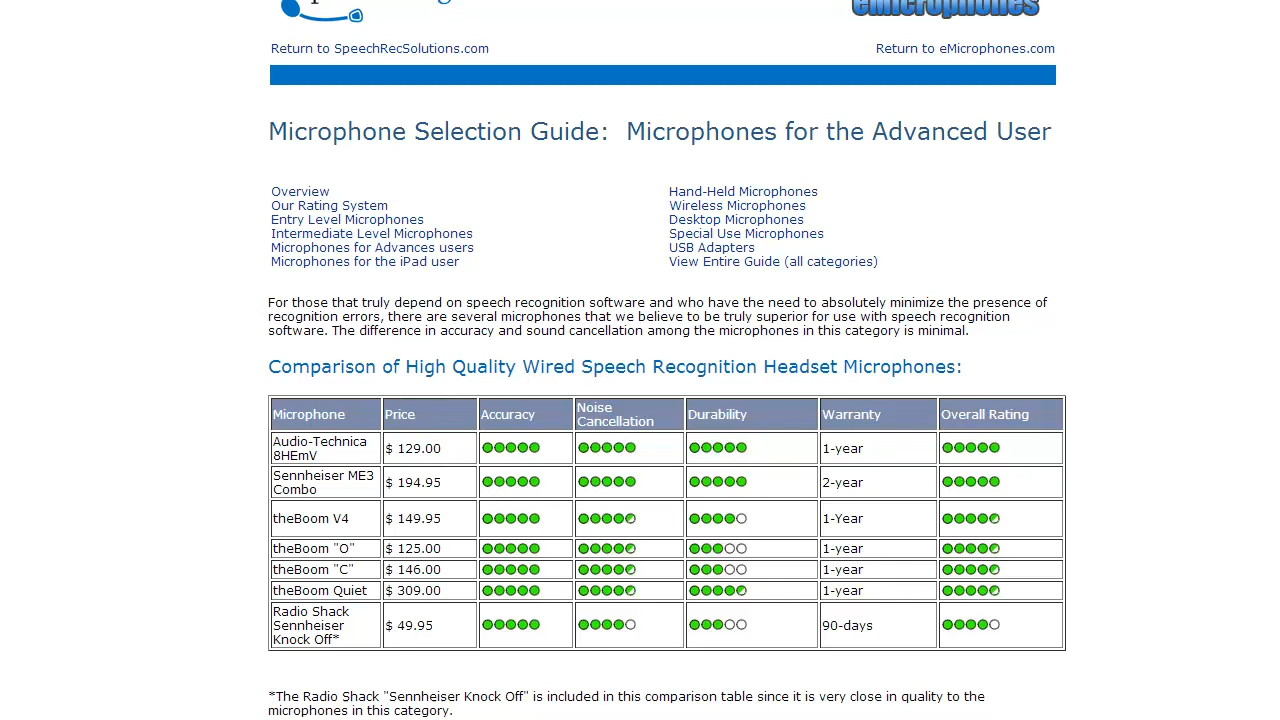 eMicrophones
Return to SpeechRecSolutions.com
Return to eMicrophones.com
Microphone Selection Guide: Microphones for the Advanced User
Overview
Our Rating System
Entry Level Microphones
Intermediate Level Microphones
Microphones for Advances users
Microphones for the iPad user
Hand-Held Microphones
Wireless Microphones
Desktop Microphones
Special Use Microphones
USB Adapters
View Entire Guide (all categories)
For those that truly depend on speech recognition software and who have the need to absolutely minimize the presence of
recognition errors, there are several microphones that we believe to be truly superior for use with speech recognition
software. The difference in accuracy and sound cancellation among the microphones in this category is minimal.
Comparison of High Quality Wired Speech Recognition Headset Microphones:
Microphone Price Accuracy Noise Cancellation Durability Warranty Overall Rating
Audio-Technica 8HEmV $ 129.00 1-year
Sennheiser ME3 Combo $ 194.95 2-year
theBoom V4 $ 149.95 1-Year
theBoom "O" $ 125.00 1-year
theBoom "C" $ 146.00 1-year
theBoom Quiet $ 309.00 1-year
Radio Shack Sennheiser Knock Off* $ 49.95 90-days
*The Radio Shack "Sennheiser Knock Off" is included in this comparison table since it is very close in quality to the
microphones in this category.